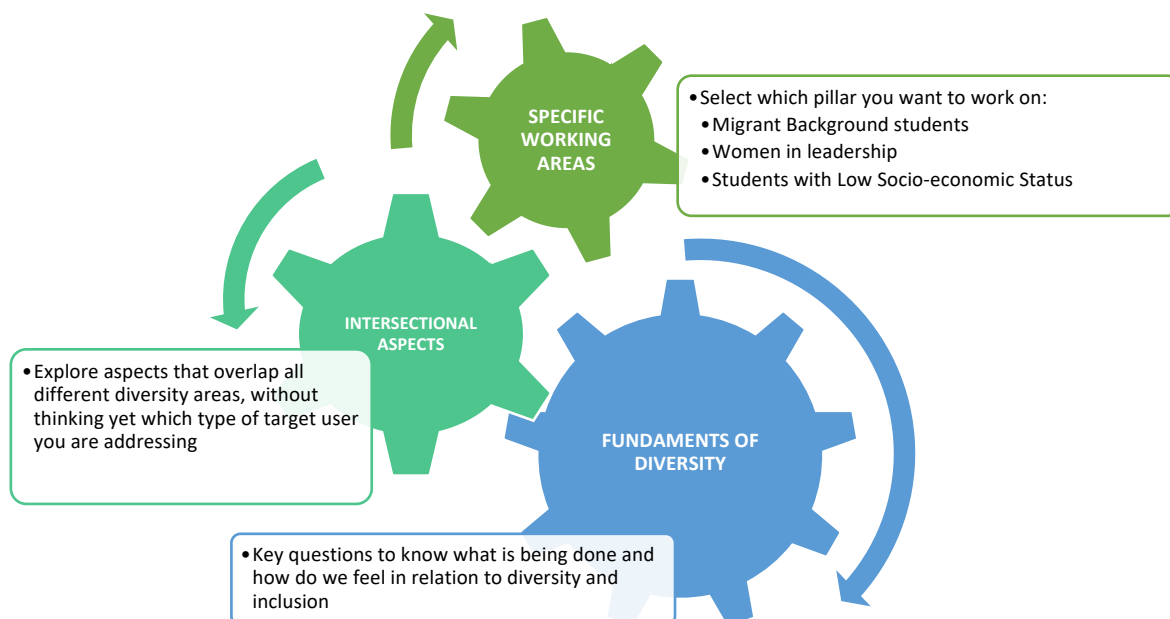 SPECIFIC
WORKING
AREAS
•Select which pillar you want to work on:
•Migrant Background students
•Women in leadership
•Students with Low Socio-economic Status
INTERSECTIONAL
ASPECTS
•Explore aspects that overlap all
different diversity areas, without
thinking yet which type of target user
you are addressing
FUNDAMENTS OF
DIVERSITY
•Key questions to know what is being done and
how do we feel in relation to diversity and
inclusion